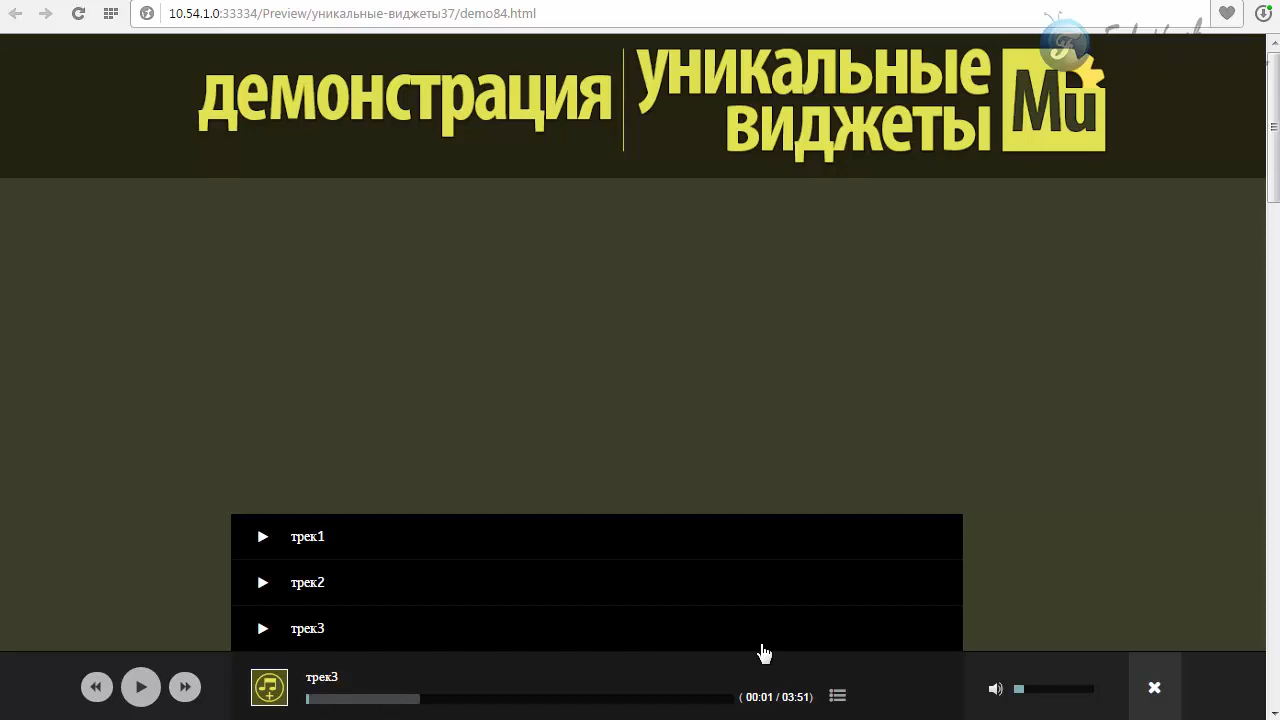 10.54.1.0:33334/Preview/уникальные-виджеты37/demo84.html
демонстрация
уникальные
виджеты
Mu
трек1
трек2
трек3
трек3
( 00:01 / 03:51)